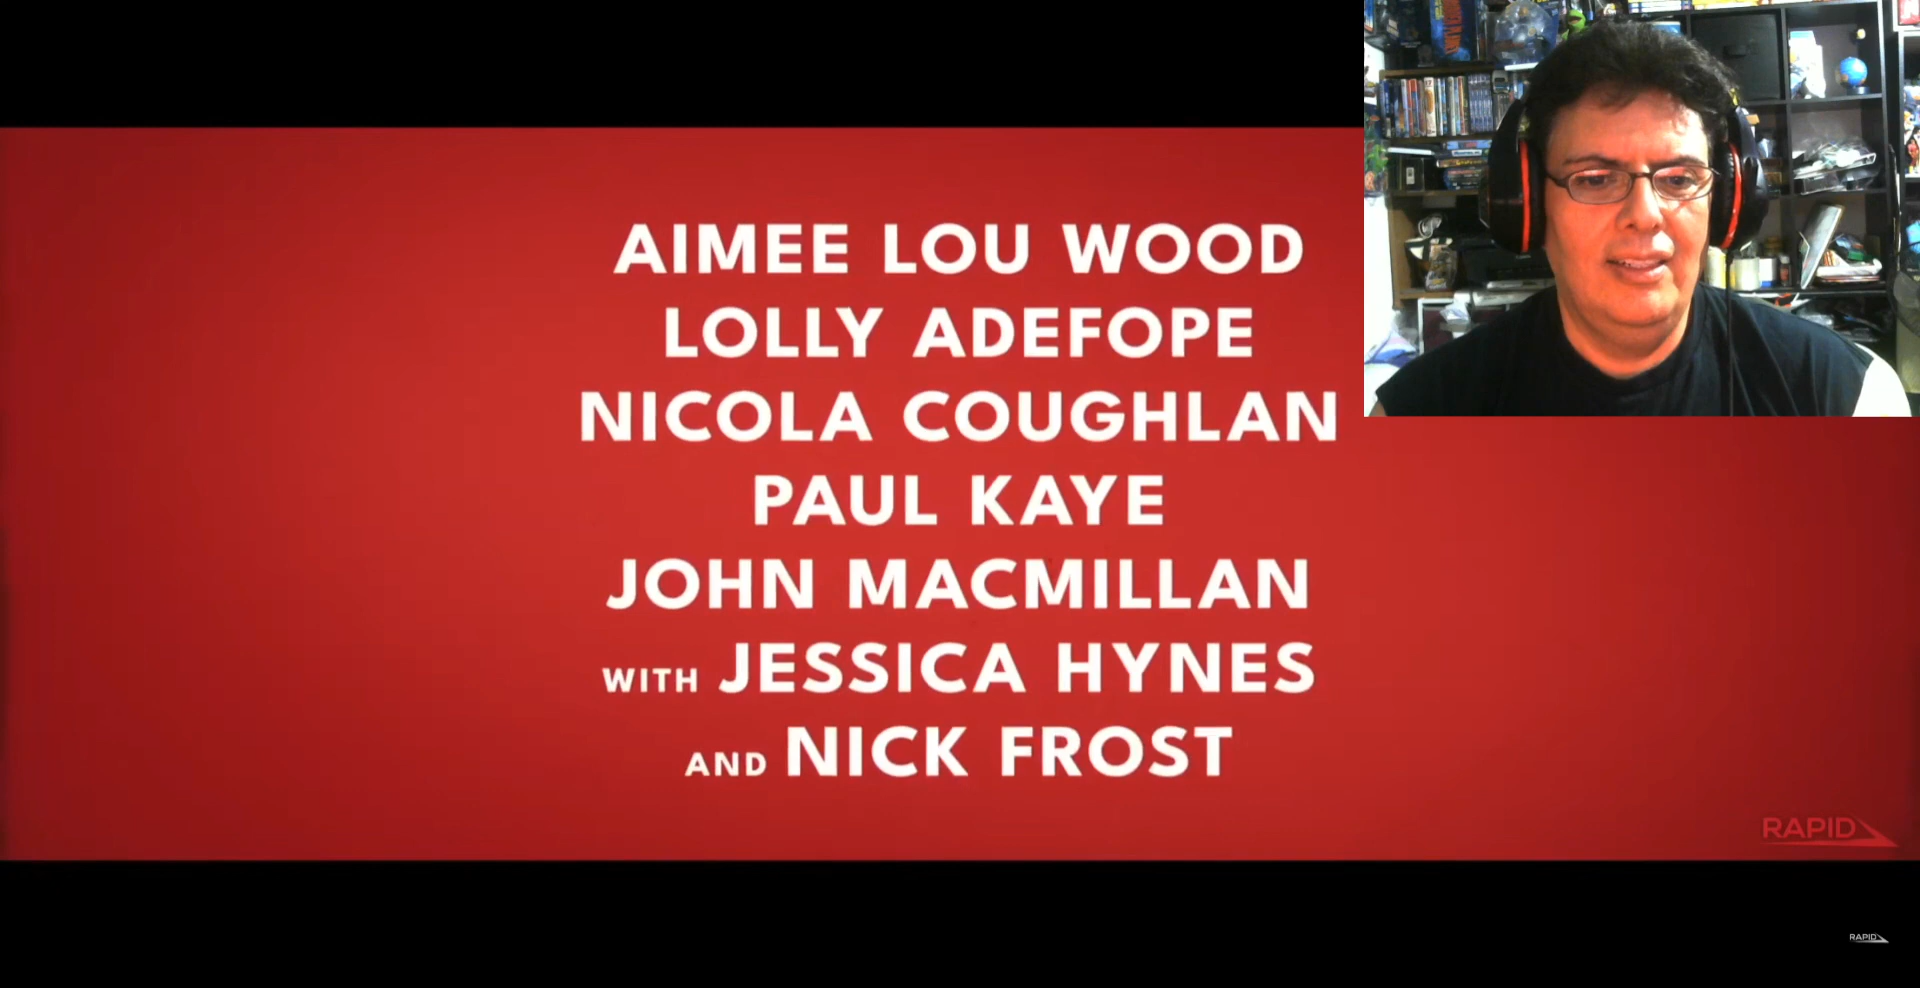 AIMEE LOU WOOD
LOLLY ADEFOPE
NICOLA COUGHLAN
PAUL KAYE
JOHN MACMILLAN
WITH JESSICA HYNES
AND NICK FROST
RAPID
RAPID